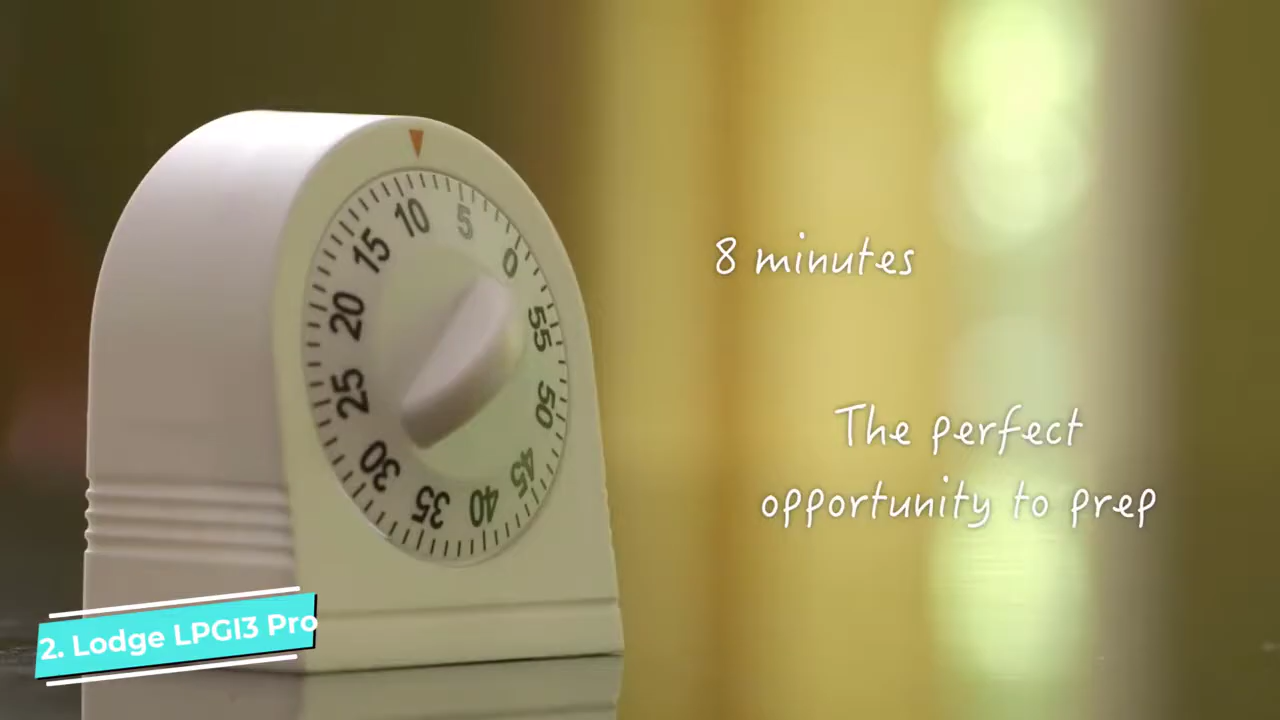 10 5
15 0
20 55
25 50
30 45
35 40
8 minutes
The perfect
opportunity to prep
2. Lodge LPGI3 Pro